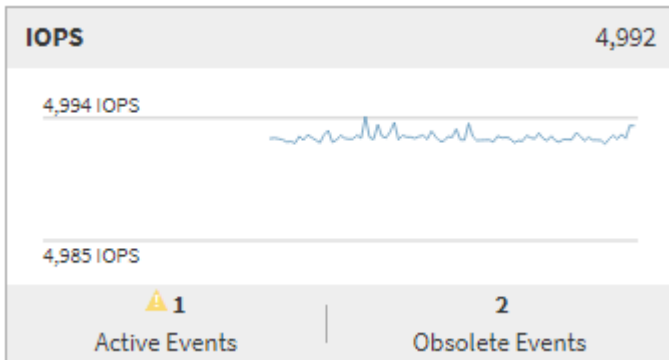 IOPS 4,992
4,994 IOPS
4,985 IOPS
1 2
Active Events Obsolete Events